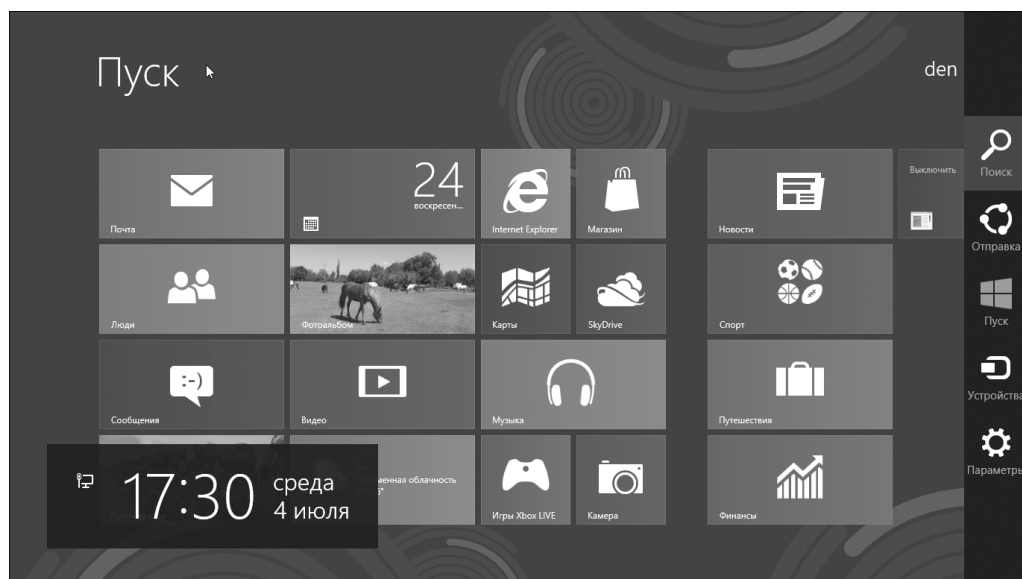 Пуск
den
Почта
24
воскресен...
Internet Explorer
Магазин
Новости
Выключить
Люди
Фотоальбом
Карты
SkyDrive
Спорт
Сообщения
Видео
Музыка
Путешествия
17:30
среда
4 июля
облачность
Игры Xbox LIVE
Камера
Финансы
Поиск
Отправка
Пуск
Устройства
Параметры
:-)